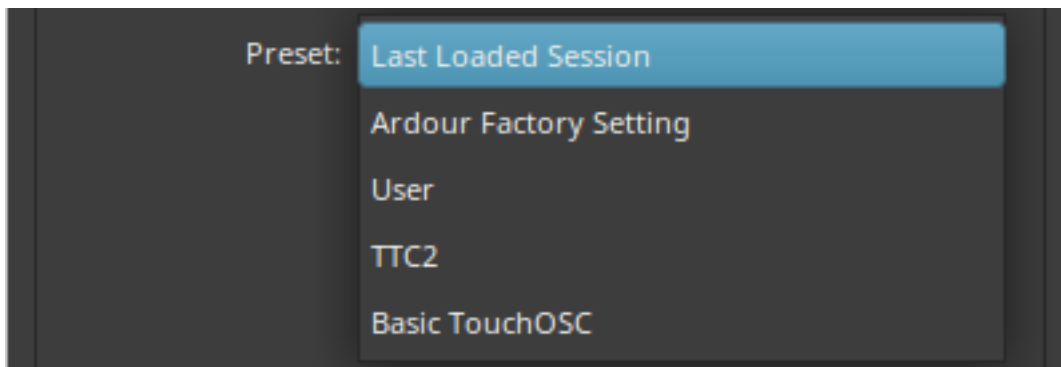 Preset: Last Loaded Session
Ardour Factory Setting
User
TTC2
Basic TouchOSC